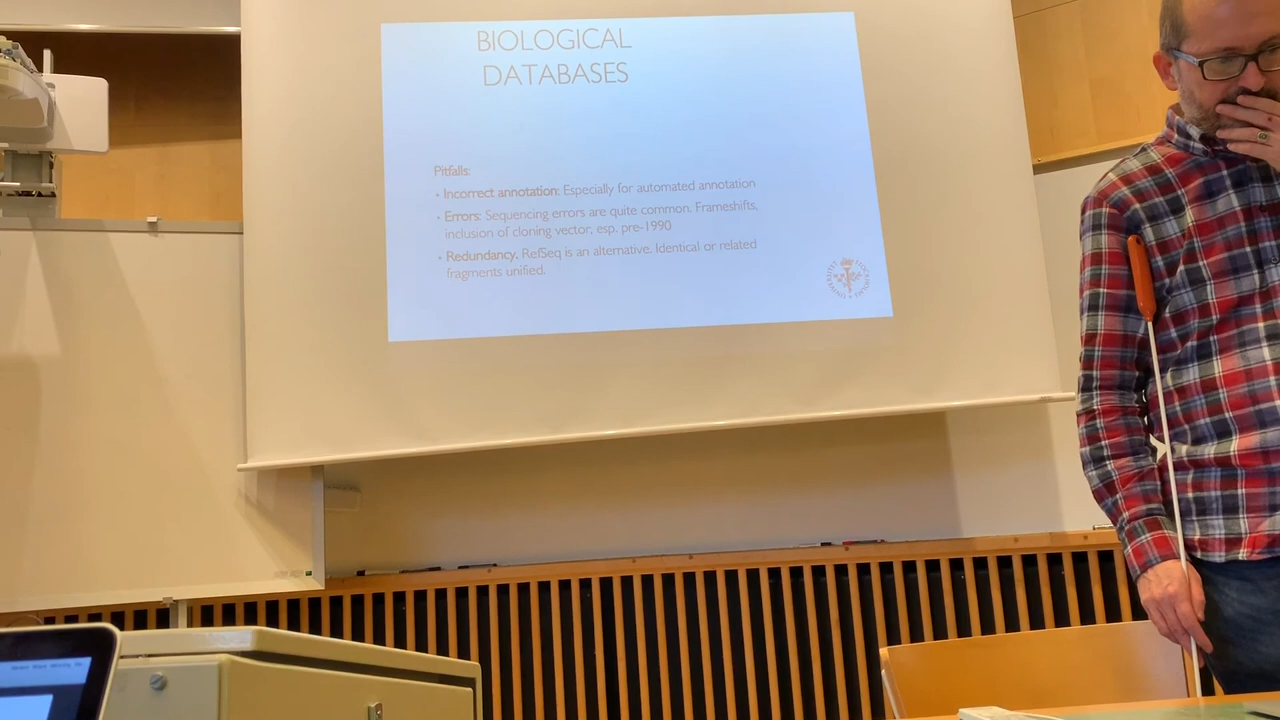 BIOLOGICAL
DATABASES
Pitfalls:
• Incorrect annotation: Especially for automated annotation
• Errors: Sequencing errors are quite common. Frameshifts,
inclusion of cloning vector, esp. pre-1990
• Redundancy. RefSeq is an alternative. Identical or related
fragments unified.